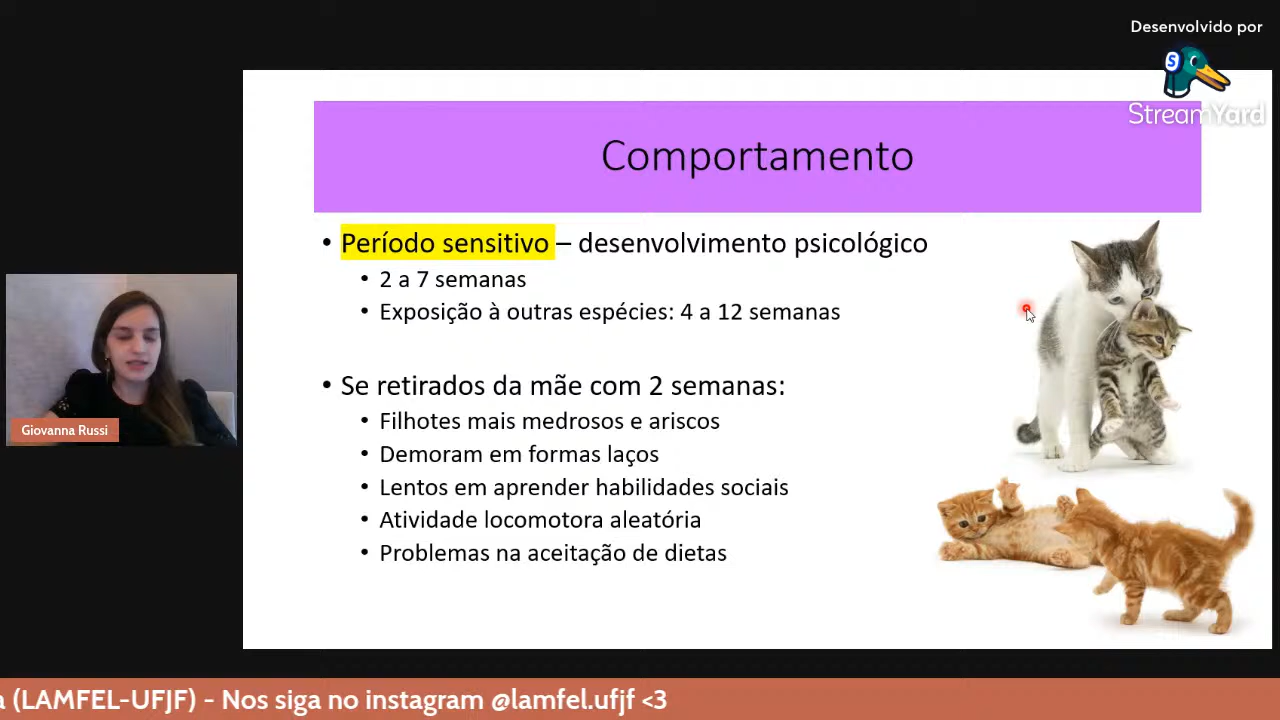 Desenvolvido por
StreamYard
Comportamento
• Período sensitivo – desenvolvimento psicológico
• 2 a 7 semanas
• Exposição à outras espécies: 4 a 12 semanas
• Se retirados da mãe com 2 semanas:
• Filhotes mais medrosos e ariscos
• Demoram em formas laços
• Lentos em aprender habilidades sociais
• Atividade locomotora aleatória
• Problemas na aceitação de dietas
Giovanna Russi
a (LAMFEL-UFJF) - Nos siga no instagram @lamfel.ufjf <3